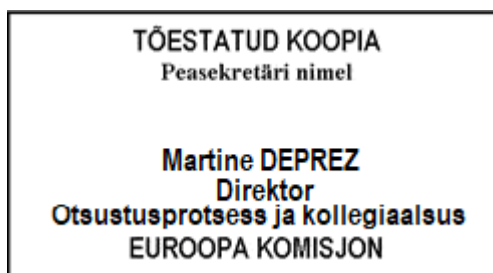 TÕESTATUD KOOPIA
Peasekretäri nimel
Martine DEPREZ
Direktor
Otsustusprotsess ja kollegiaalsus
EUROOPA KOMISJON